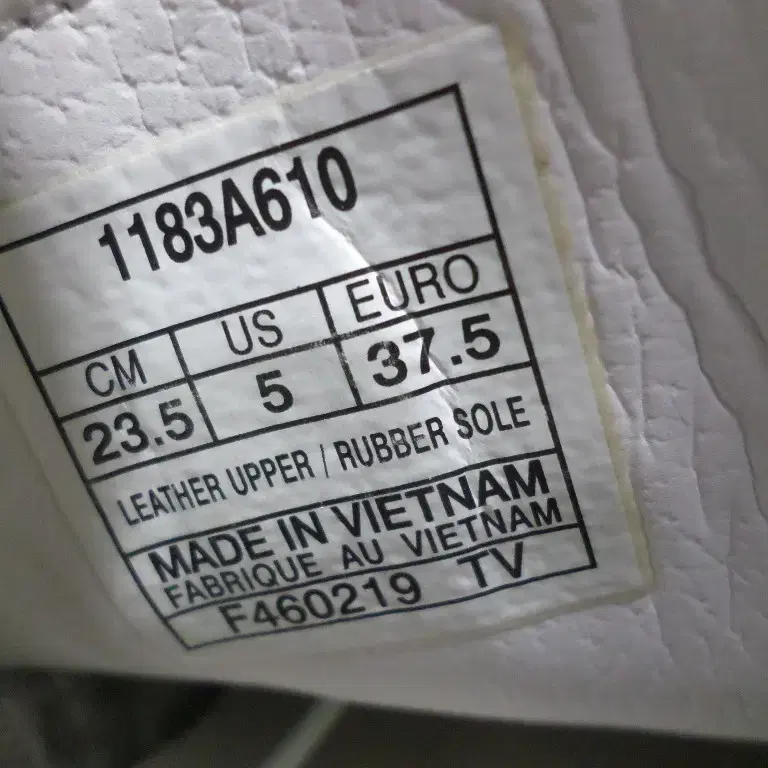 1183A610
CM US EURO
23.5 5 37.5
LEATHER UPPER / RUBBER SOLE
MADE IN VIETNAM
FABRIQUE AU VIETNAM
F460219 TV